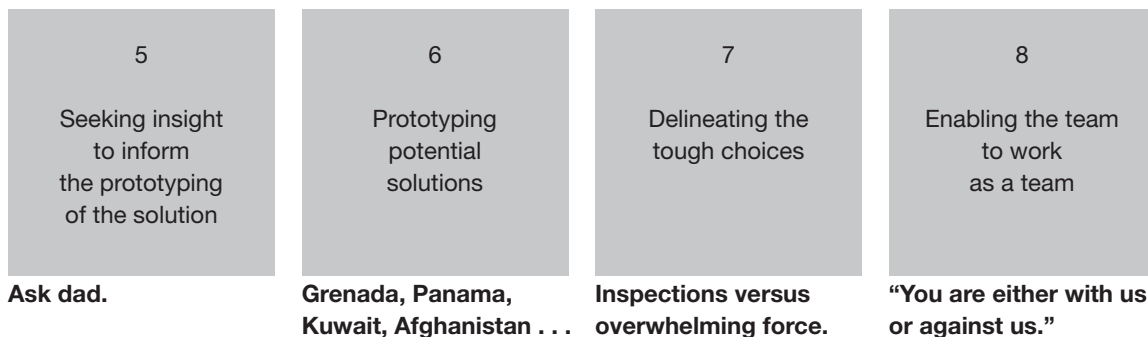 5
Seeking insight
to inform
the prototyping
of the solution
Ask dad.
6
Prototyping
potential
solutions
Grenada, Panama,
Kuwait, Afghanistan . . .
7
Delineating the
tough choices
Inspections versus
overwhelming force.
8
Enabling the team
to work
as a team
“You are either with us
or against us.”